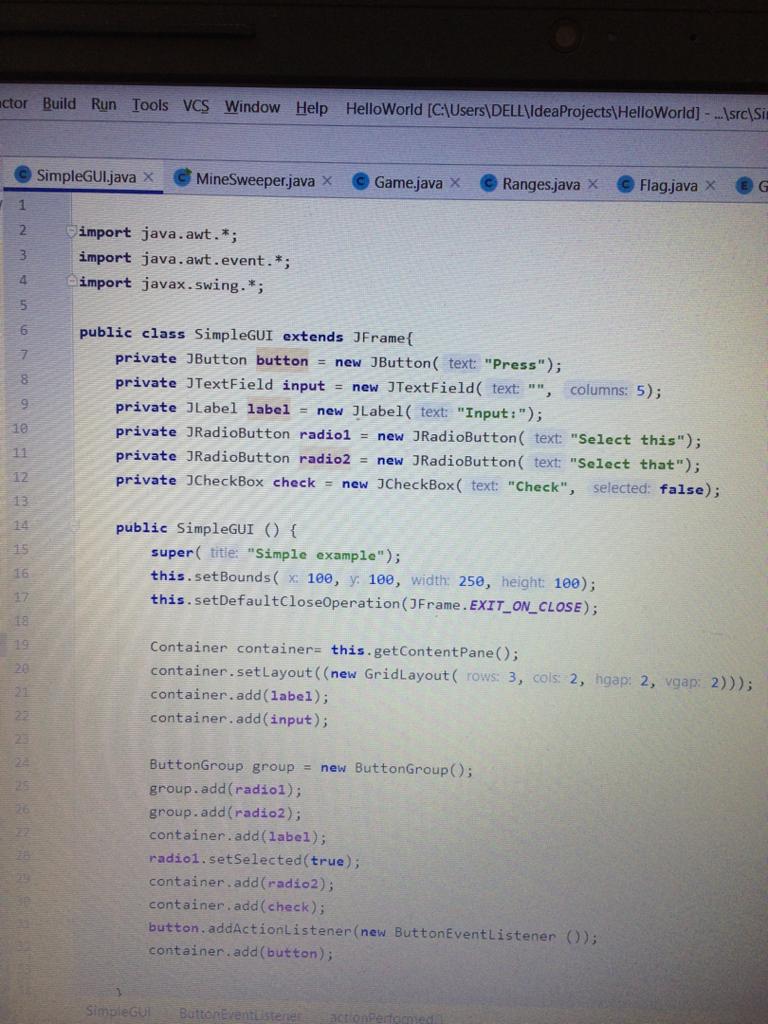 Build Run Tools VCS Window Help HelloWorld [C:\Users\DELL\IdeaProjects\HelloWorld] - ...\src\
SimpleGUI.java MineSweeper.java Game.java Ranges.java Flag.java
1
2 import java.awt.*;
3 import java.awt.event.*;
4 import javax.swing.*;
5
6 public class SimpleGUI extends JFrame{
7 private JButton button = new JButton( text: "Press");
8 private JTextField input = new JTextField( text: "", columns: 5);
9 private JLabel label = new JLabel( text: "Input:");
10 private JRadioButton radio1 = new JRadioButton( text: "Select this");
11 private JRadioButton radio2 = new JRadioButton( text: "Select that");
12 private JCheckBox check = new JCheckBox( text: "Check", selected: false);
13
14 public SimpleGUI () {
15 super( title: "Simple example");
16 this.setBounds( x: 100, y: 100, width: 250, height: 100);
17 this.setDefaultCloseOperation(JFrame.EXIT_ON_CLOSE);
18
19 Container container= this.getContentPane();
20 container.setLayout((new GridLayout( rows: 3, cols: 2, hgap: 2, vgap: 2)));
21 container.add(label);
22 container.add(input);
23
24 ButtonGroup group = new ButtonGroup();
25 group.add(radio1);
26 group.add(radio2);
27 container.add(label);
28 radio1.setSelected(true);
29 container.add(radio2);
30 container.add(check);
31 button.addActionListener(new ButtonEventListener ());
32 container.add(button);
}
SimpleGUI ButtonEventListener actionPerformed()